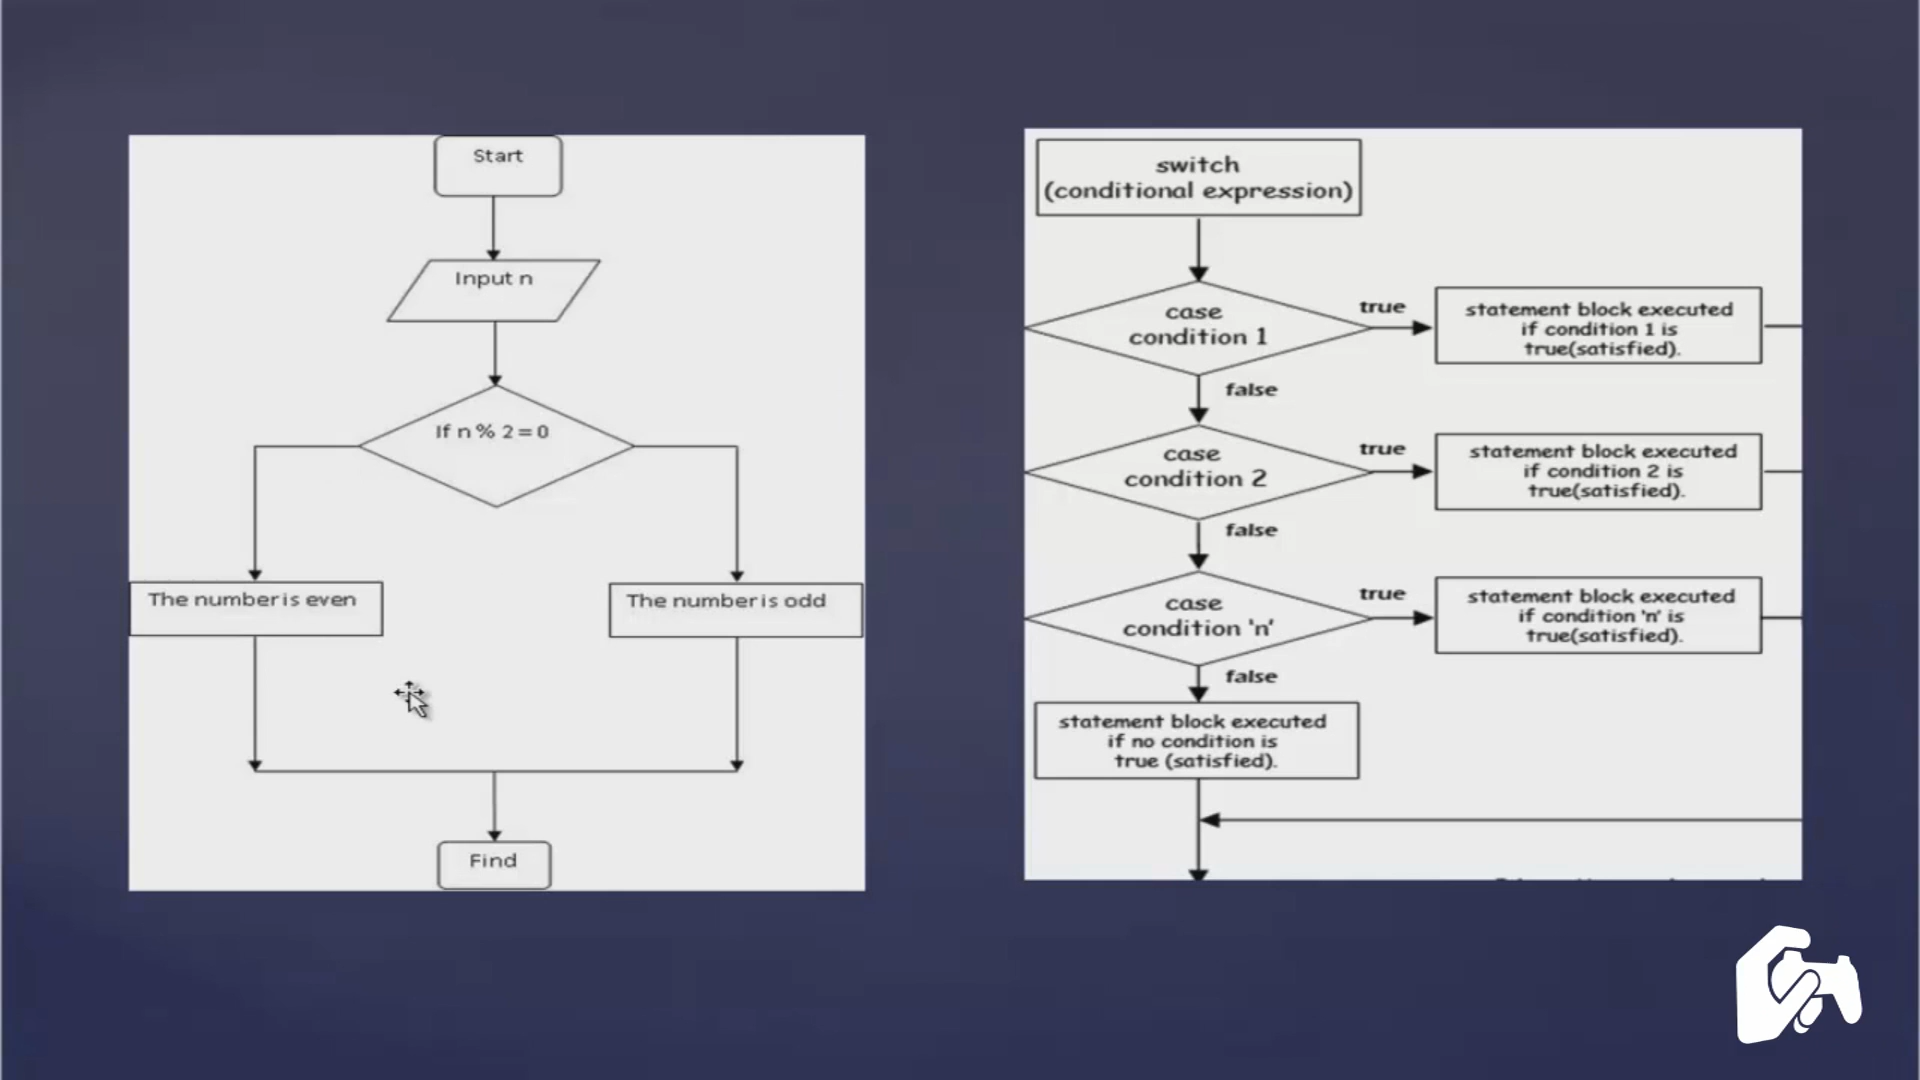 Start
Input n
If n % 2 = 0
The number is even
The number is odd
Find
switch
(conditional expression)
case
condition 1
true
statement block executed
if condition 1 is
true(satisfied).
false
case
condition 2
true
statement block executed
if condition 2 is
true(satisfied).
false
case
condition 'n'
true
statement block executed
if condition 'n' is
true(satisfied).
false
statement block executed
if no condition is
true (satisfied).